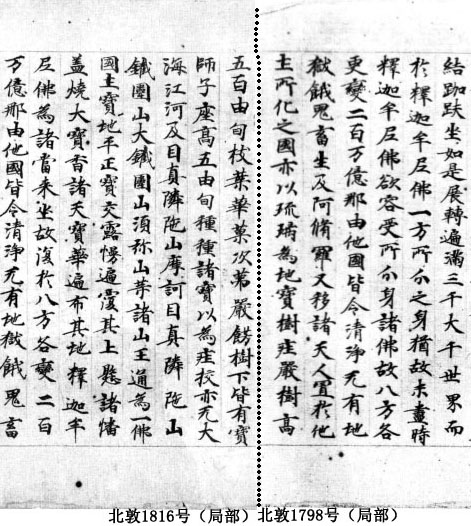 結跏趺坐如是展轉遍滿三千大千世界而
於釋迦牟尼佛一方所分之身猶故未盡時
釋迦牟尼佛欲容受所分身諸佛故八方各
更變二百万億那由他國皆令清淨无有地
獄餓鬼畜生及阿脩羅又移諸天人置於他
土所化之國亦以琉璃為地寶樹莊嚴樹高
五百由旬枝葉華菓次第嚴飾樹下皆有寶
師子座高五由旬種種諸寶以為莊挍亦无大
海江河及目真隣陁山摩訶目真隣陁山
鐵圍山大鐵圍山須弥山等諸山王通為一佛
國土寶地平正寶交露幔遍覆其上懸諸幡
盖燒大寶香諸天寶華遍布其地釋迦牟
尼佛為諸當來坐故復於八方各變二百
万億那由他國皆令清淨无有地獄餓鬼畜
北敦1816号（局部）北敦1798号（局部）